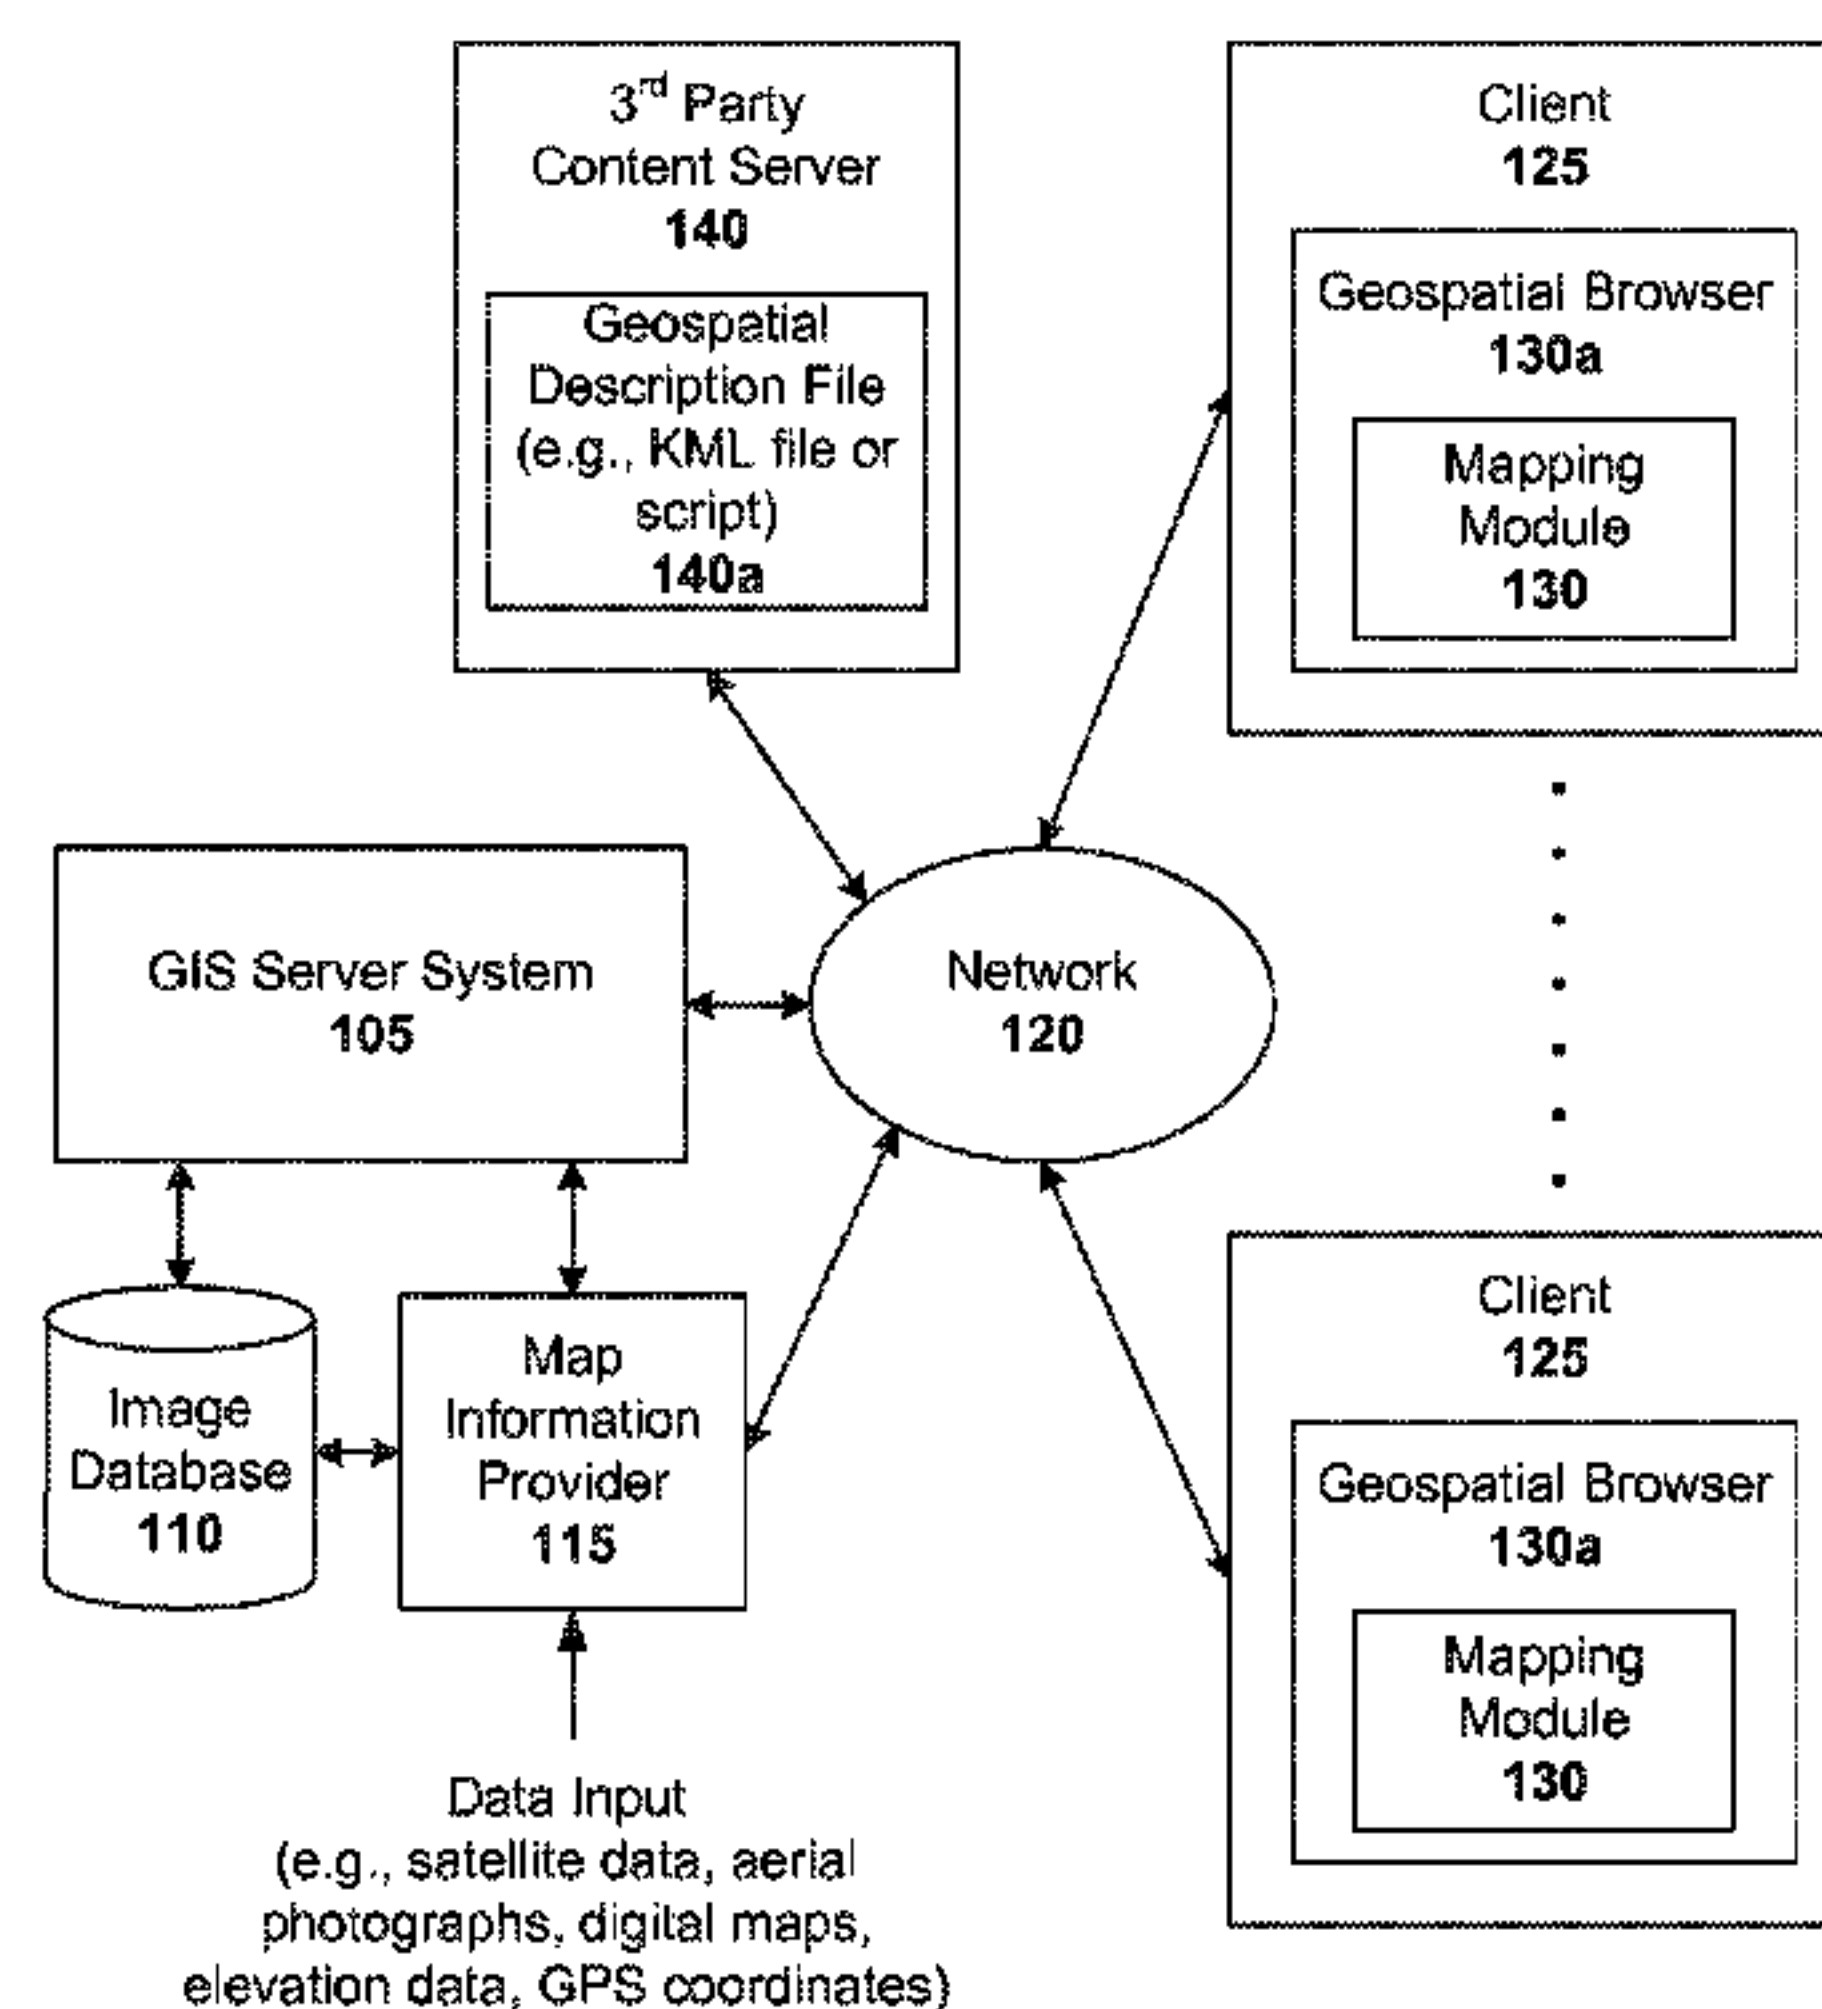 3rd Party
Content Server
140
Geospatial
Description File
(e.g., KML file or
script)
140a
Client
125
Geospatial Browser
130a
Mapping
Module
130
GIS Server System
105
Network
120
Image
Database
110
Map
Information
Provider
115
Client
125
Geospatial Browser
130a
Mapping
Module
130
Data Input
(e.g., satellite data, aerial
photographs, digital maps,
elevation data, GPS coordinates)